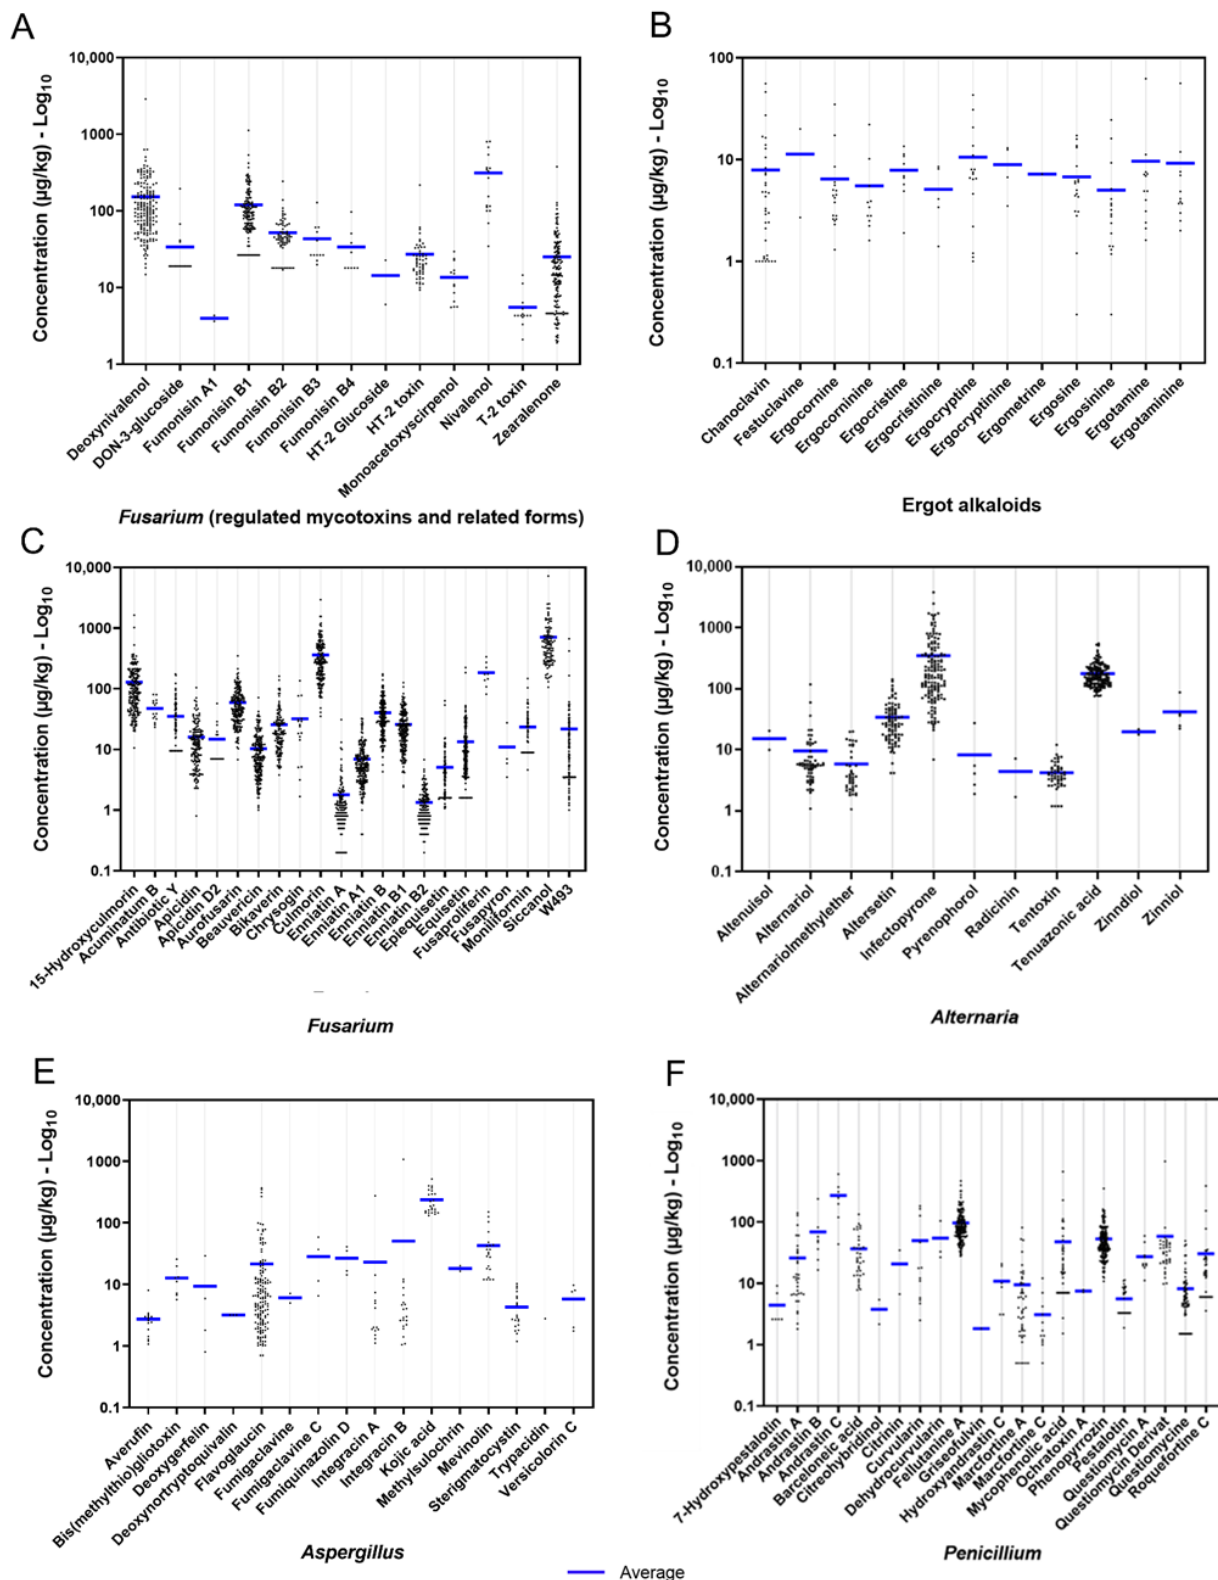 A
Concentration (µg/kg) - Log10
10,000
1000
100
10
1
Deoxynivalenol
DON-3-glucoside
Fumonisin A1
Fumonisin B1
Fumonisin B2
Fumonisin B3
Fumonisin B4
HT-2 Glucoside
HT-2 toxin
Monoacetoxyscirpenol
Nivalenol
T-2 toxin
Zearalenone
Fusarium (regulated mycotoxins and related forms)
B
Concentration (µg/kg) - Log10
100
10
1
0.1
Chanoclavin
Festuclavine
Ergocornine
Ergocorninine
Ergocristine
Ergocristinine
Ergocryptine
Ergocryptinine
Ergometrine
Ergosine
Ergosinine
Ergotamine
Ergotaminine
Ergot alkaloids
C
Concentration (µg/kg) - Log10
10,000
1000
100
10
1
0.1
15-Hydroxyculmorin
Acuminatum B
Antibiotic Y
Apicidin
Apicidin D2
Aurofusarin
Beauvericin
Bikaverin
Chrysogin
Culmorin
Enniatin A
Enniatin A1
Enniatin B
Enniatin B1
Enniatin B2
Epiequisetin
Equisetin
Fusaproliferin
Fusapyron
Moniliformin
Siccanol
W493
Fusarium
D
Concentration (µg/kg) - Log10
10,000
1000
100
10
1
0.1
Altenuisol
Alternariol
Alternariolmethylether
Altersetin
Infectopyrone
Pyrenophorol
Radicinin
Tentoxin
Tenuazonic acid
Zinndiol
Zinniol
Alternaria
E
Concentration (µg/kg) - Log10
10,000
1000
100
10
1
0.1
Averufin
Bis(methylthio)gliotoxin
Deoxygerfelin
Deoxynortryptoquivalin
Flavoglaucin
Fumigaclavine
Fumigaclavine C
Fumiquinazolin D
Integracin A
Integracin B
Kojic acid
Methylsulochrin
Mevinolin
Sterigmatocystin
Trypacidin
Versicolorin C
Aspergillus
F
Concentration (µg/kg) - Log10
10,000
1000
100
10
1
0.1
7-Hydroxypestalotin
Andrastin A
Andrastin B
Andrastin C
Barceloneic acid
Citreohybridinol
Citrinin
Curvularin
Dehydrocurvularin
Fellutanine A
Griseofulvin
Hydroxyandrastin C
Marcfortine A
Marcfortine C
Mycophenolic acid
Ochratoxin A
Phenopyrrozin
Pestalotin
Questiomycin A
Questiomycin Derivat
Questiomycine
Roquefortine C
Penicillium
Average